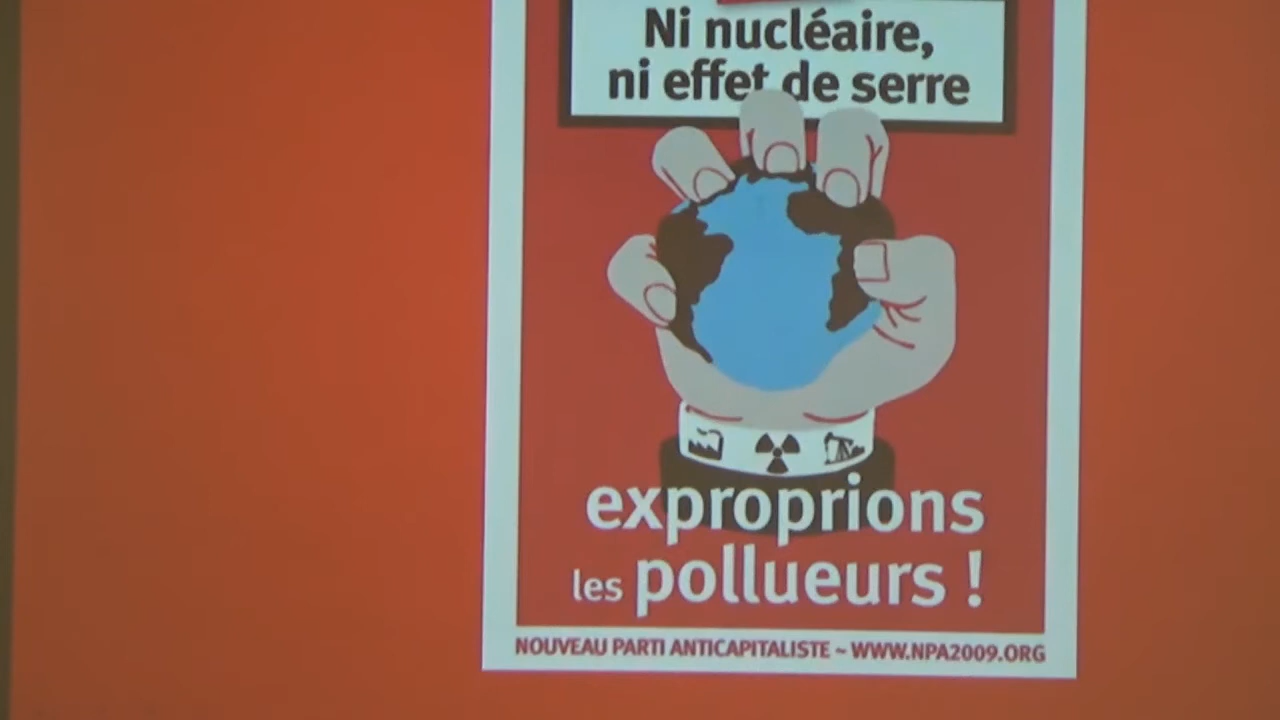 Ni nucléaire,
ni effet de serre
exproprions
les pollueurs !
NOUVEAU PARTI ANTICAPITALISTE ~ WWW.NPA2009.ORG